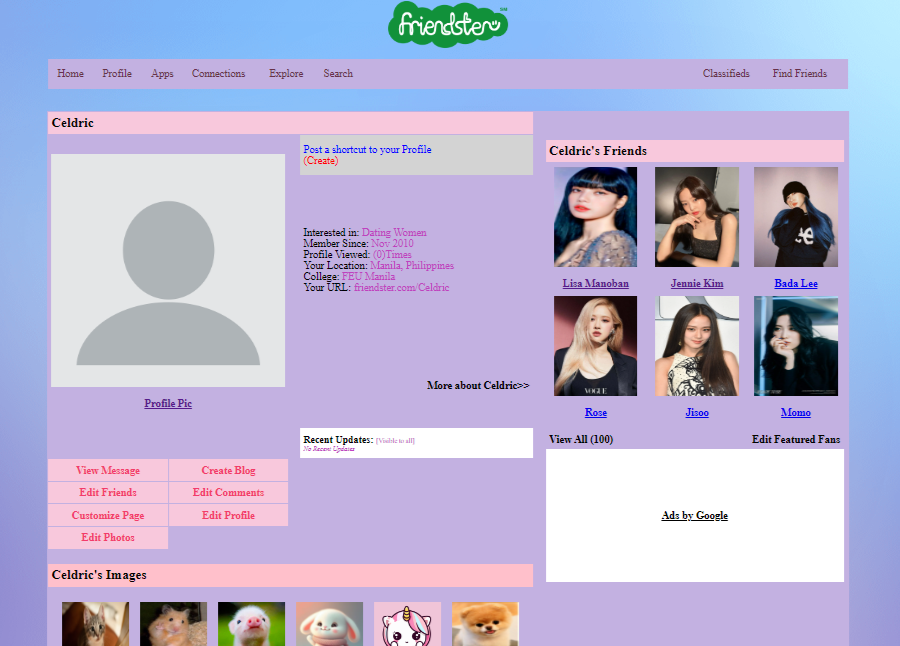 friendster
Home Profile Apps Connections Explore Search Classifieds Find Friends
Celdric
Post a shortcut to your Profile
(Create)
Interested in: Dating Women
Member Since: Nov 2010
Profile Viewed: (0)Times
Your Location: Manila, Philippines
College: FEU Manila
Your URL: friendster.com/Celdric
More about Celdric>>
Profile Pic
Recent Updates: [Visible to all]
No Recent Updates
View Message Create Blog
Edit Friends Edit Comments
Customize Page Edit Profile
Edit Photos
Celdric's Images
Celdric's Friends
Lisa Manoban Jennie Kim Bada Lee
VOGUE
Rose Jisoo Momo
View All (100) Edit Featured Fans
Ads by Google